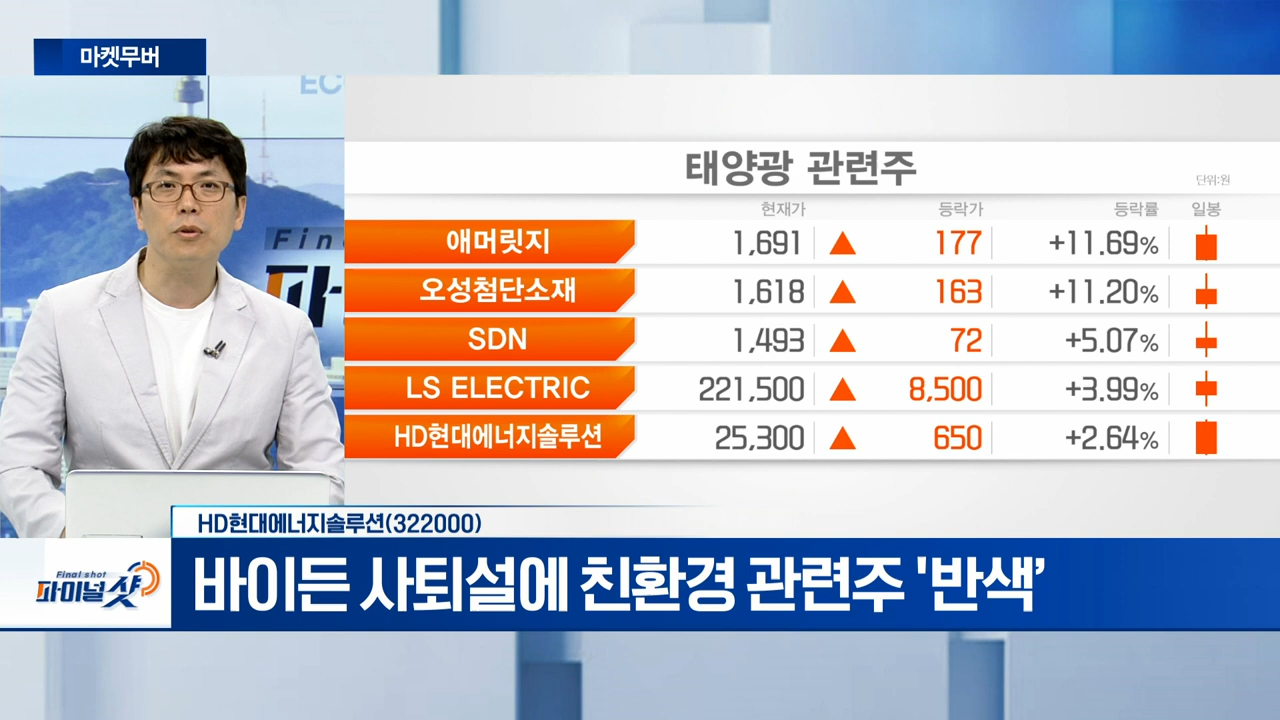 마켓무버
EC
Fin
파
태양광 관련주
단위:원
현재가 등락가 등락률 일봉
애머릿지 1,691 ▲ 177 +11.69%
오성첨단소재 1,618 ▲ 163 +11.20%
SDN 1,493 ▲ 72 +5.07%
LS ELECTRIC 221,500 ▲ 8,500 +3.99%
HD현대에너지솔루션 25,300 ▲ 650 +2.64%
HD현대에너지솔루션(322000)
Final shot
파이널샷
바이든 사퇴설에 친환경 관련주 '반색’